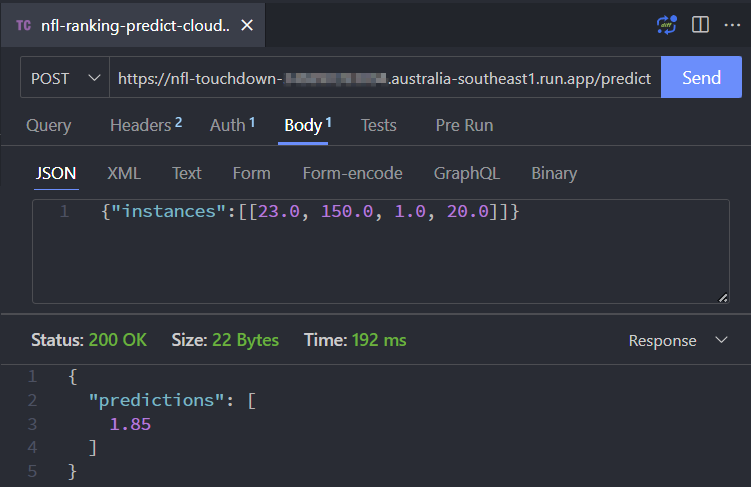 TC nfl-ranking-predict-cloud..
POST https://nfl-touchdown- .australia-southeast1.run.app/predict Send
Query Headers 2 Auth 1 Body 1 Tests Pre Run
JSON XML Text Form Form-encode GraphQL Binary
1 {"instances":[[23.0, 150.0, 1.0, 20.0]]}
Status: 200 OK Size: 22 Bytes Time: 192 ms Response
1 {
2 "predictions": [
3 1.85
4 ]
5 }